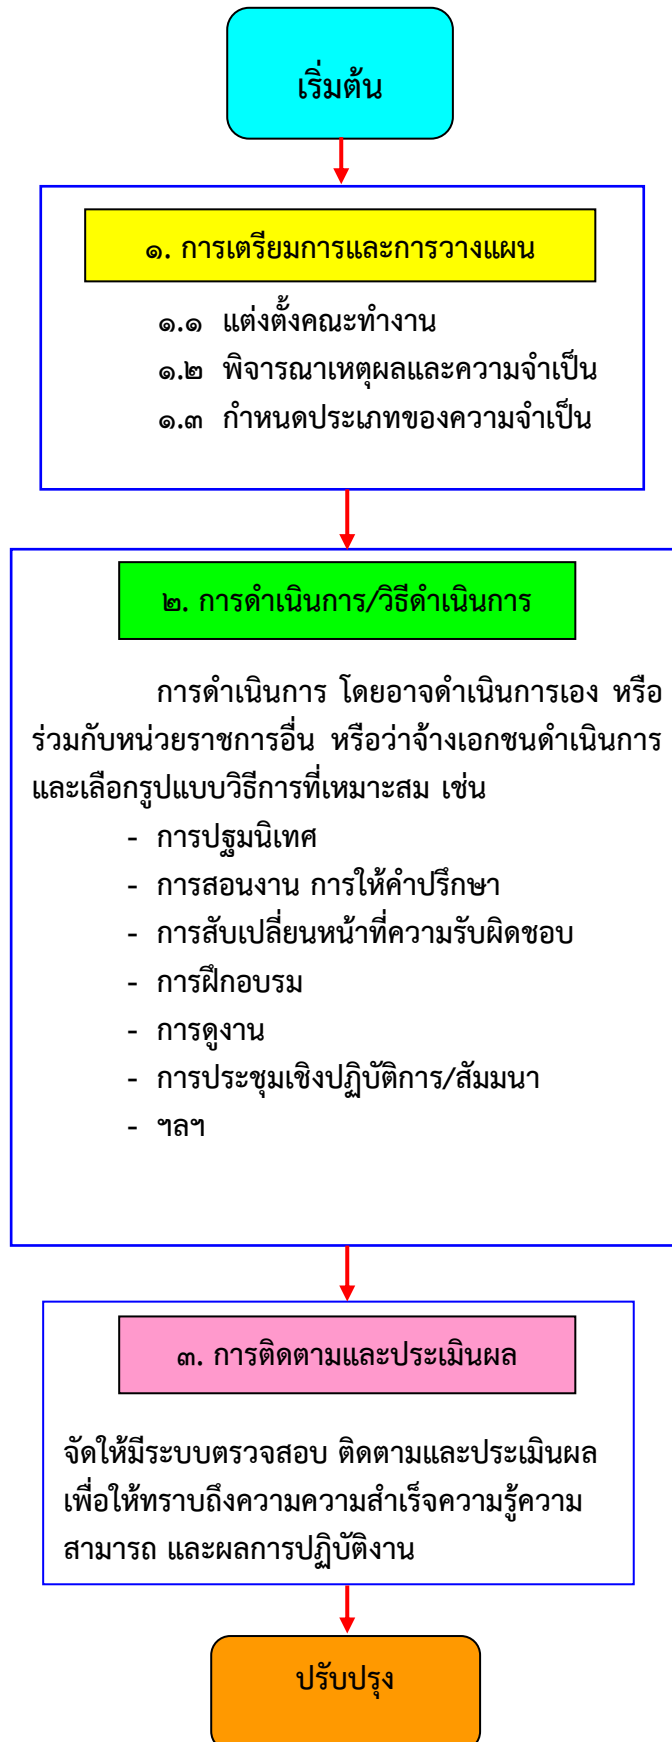 เริ่มต้น
๑. การเตรียมการและการวางแผน
๑.๑ แต่งตั้งคณะทำงาน
๑.๒ พิจารณาเหตุผลและความจำเป็น
๑.๓ กำหนดประเภทของความจำเป็น
๒. การดำเนินการ/วิธีดำเนินการ
การดำเนินการ โดยอาจดำเนินการเอง หรือ
ร่วมกับหน่วยราชการอื่น หรือว่าจ้างเอกชนดำเนินการ
และเลือกรูปแบบวิธีการที่เหมาะสม เช่น
- การปฐมนิเทศ
- การสอนงาน การให้คำปรึกษา
- การสับเปลี่ยนหน้าที่ความรับผิดชอบ
- การฝึกอบรม
- การดูงาน
- การประชุมเชิงปฏิบัติการ/สัมมนา
- ฯลฯ
๓. การติดตามและประเมินผล
จัดให้มีระบบตรวจสอบ ติดตามและประเมินผล
เพื่อให้ทราบถึงความความสำเร็จความรู้ความ
สามารถ และผลการปฏิบัติงาน
ปรับปรุง